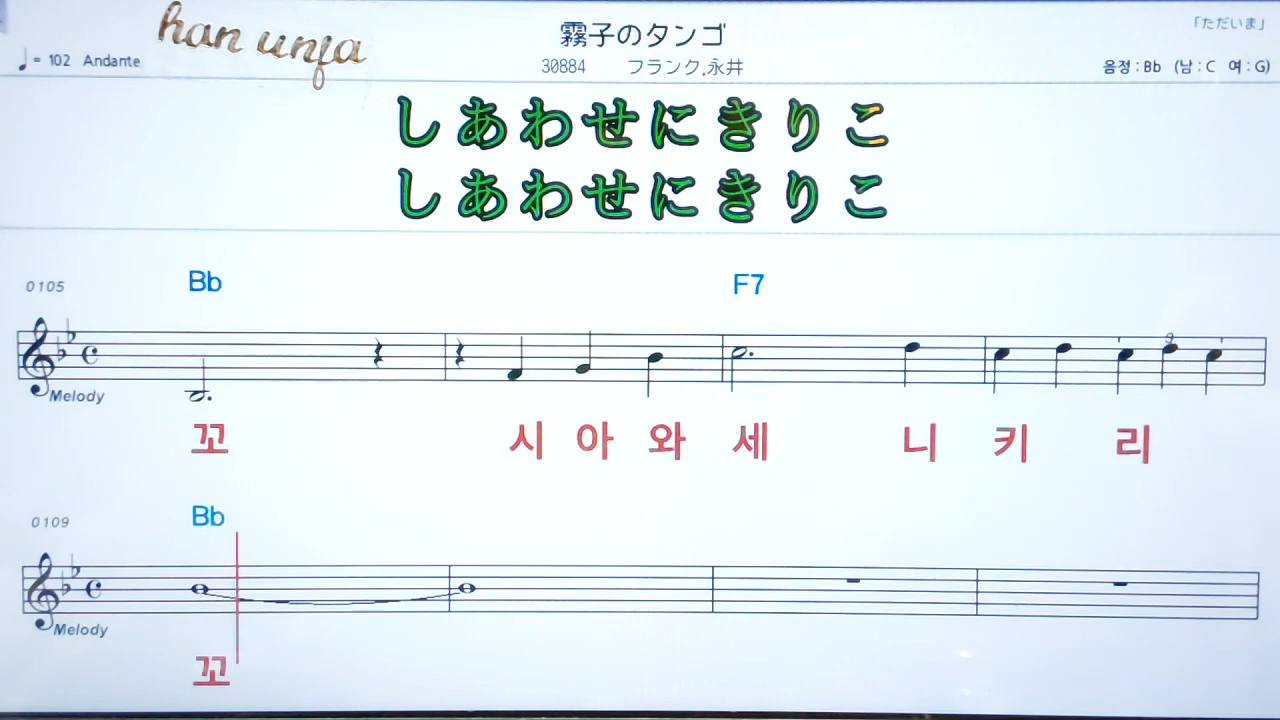 han unja
霧子のタンゴ
「ただいま」
♩= 102 Andante
30884 フランク.永井
음정 : Bb (남 : C 여 : G)
しあわせにきりこ
しあわせにきりこ
0105
Bb F7
Melody
꼬 시 아 와 세 니 키 리
0109
Bb
Melody
꼬